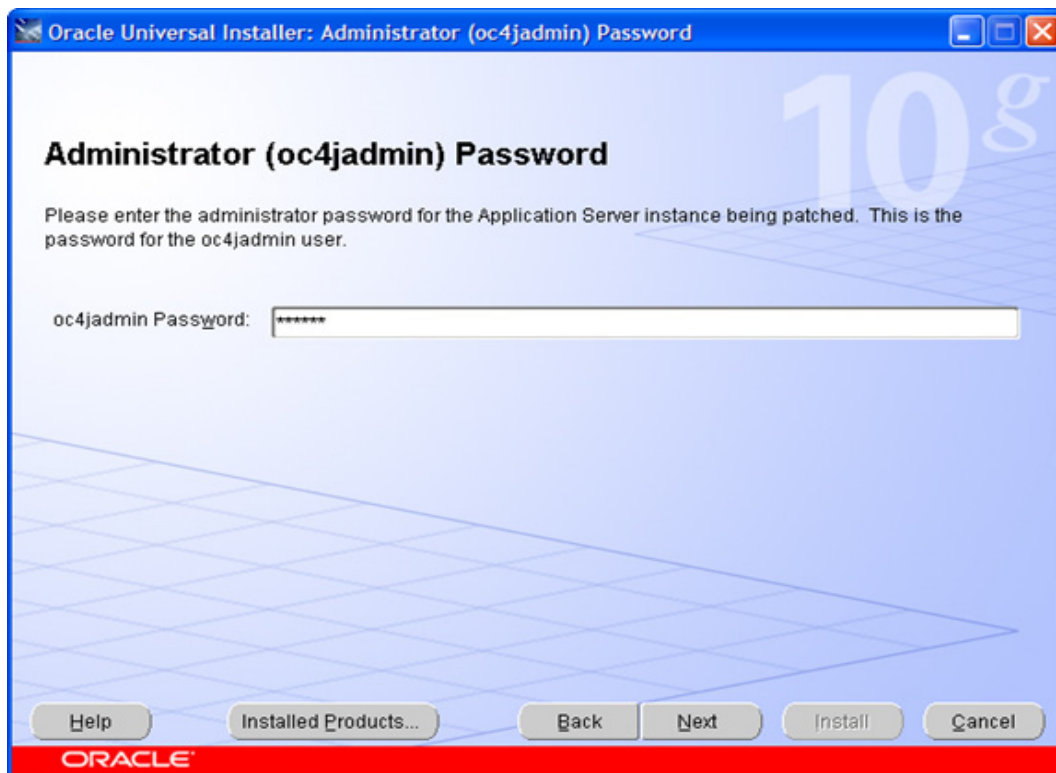 Oracle Universal Installer: Administrator (oc4jadmin) Password
10g
Administrator (oc4jadmin) Password
Please enter the administrator password for the Application Server instance being patched. This is the
password for the oc4jadmin user.
oc4jadmin Password: ******
Help Installed Products... Back Next Install Cancel
ORACLE